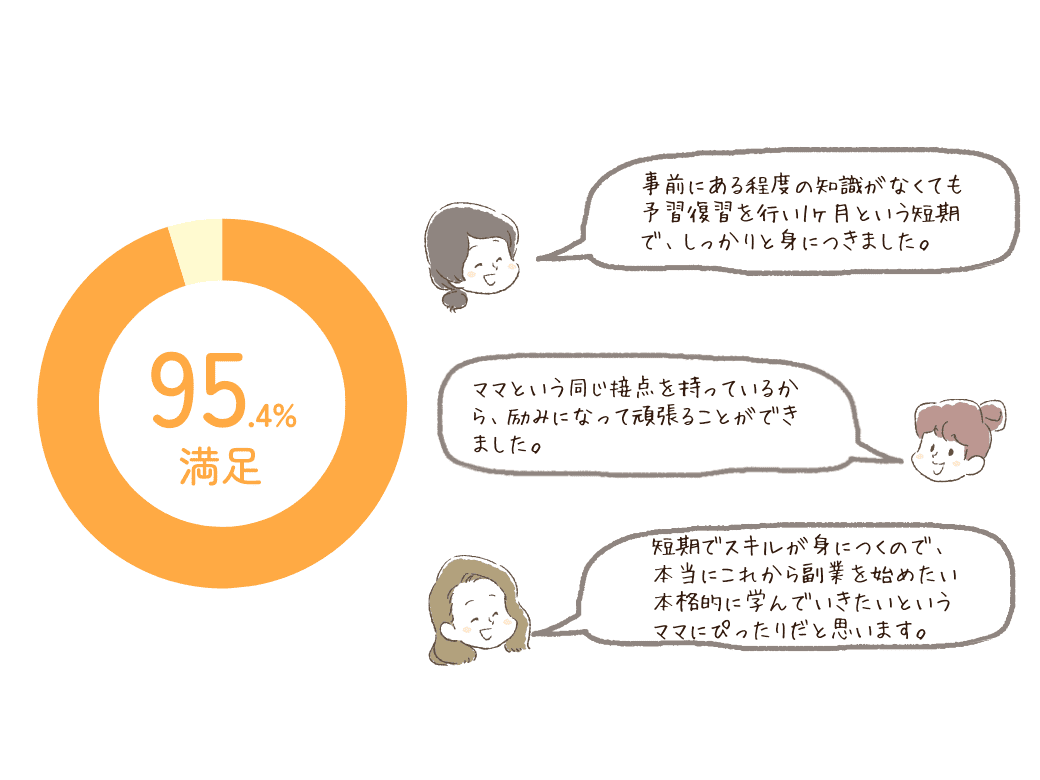 95.4%
満足
事前にある程度の知識がなくても
予習復習を行い1ヶ月という短期
で、しっかりと身につきました。
ママという同じ接点を持っているか
ら、励みになって頑張ることができ
ました。
短期でスキルが身につくので、
本当にこれから副業を始めたい
本格的に学んでいきたいという
ママにぴったりだと思います。